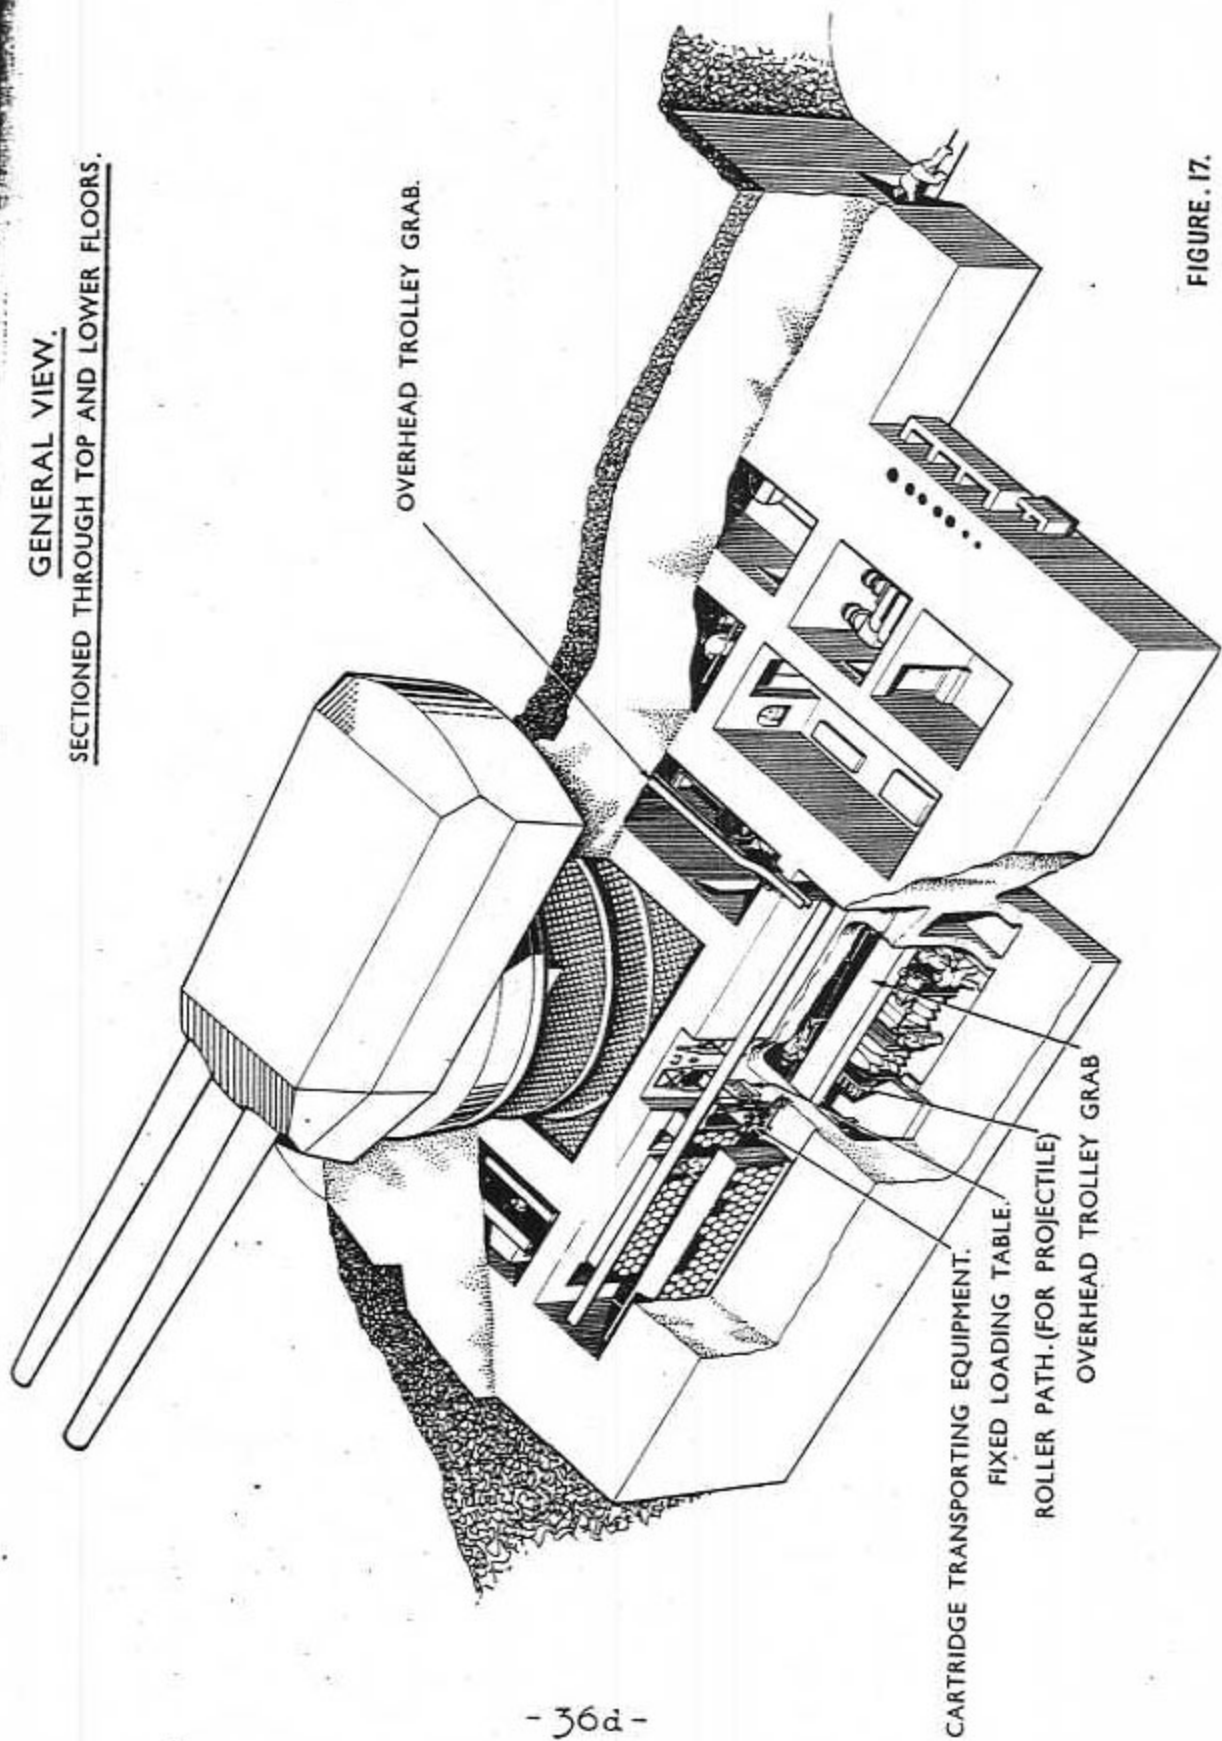 GENERAL VIEW.
SECTIONED THROUGH TOP AND LOWER FLOORS.
OVERHEAD TROLLEY GRAB.
CARTRIDGE TRANSPORTING EQUIPMENT.
FIXED LOADING TABLE.
ROLLER PATH. (FOR PROJECTILE)
OVERHEAD TROLLEY GRAB
FIGURE. 17.
-36d-